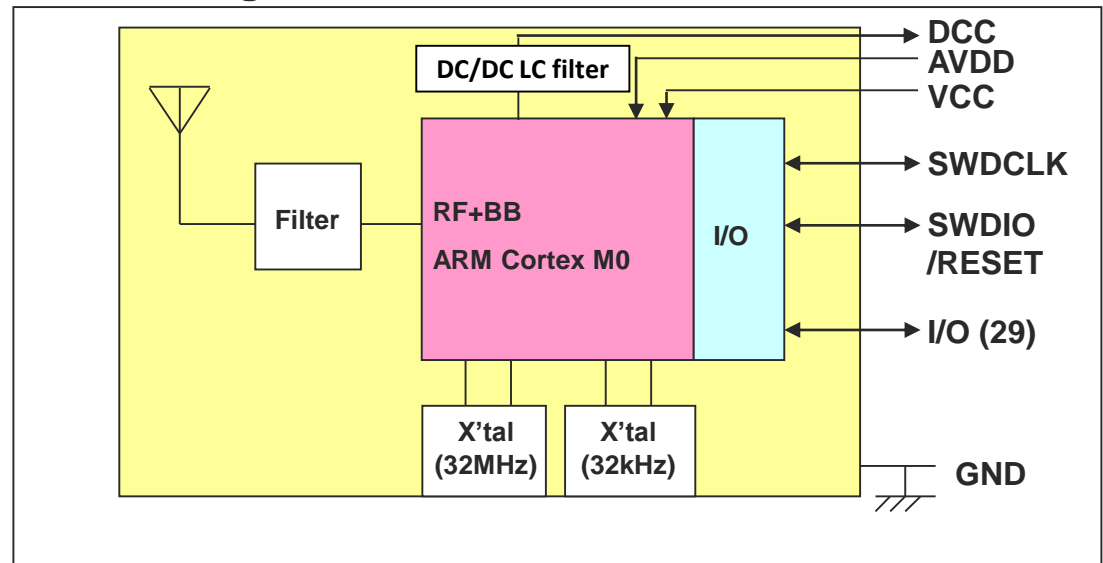 DCC
DC/DC LC filter
AVDD
VCC
SWDCLK
Filter
RF+BB
ARM Cortex M0
I/O
SWDIO
/RESET
I/O (29)
X'tal
(32MHz)
X'tal
(32kHz)
GND